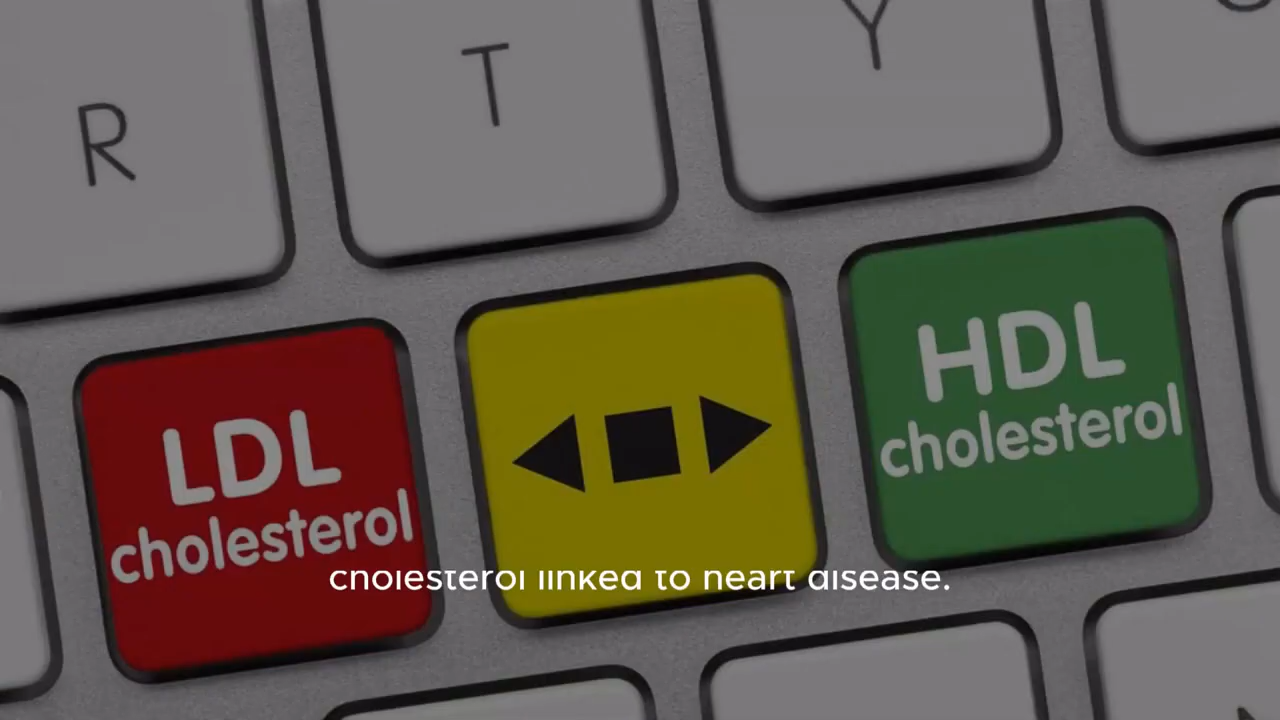 R
T
Y
LDL
cholesterol
HDL
cholesterol
cholesterol linked to heart disease.